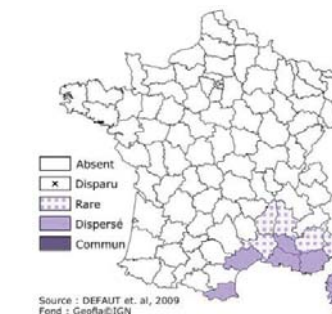 Absent
Disparu
Rare
Dispersé
Commun
Source : DEFAUT et. al, 2009
Fond : Geofla©IGN